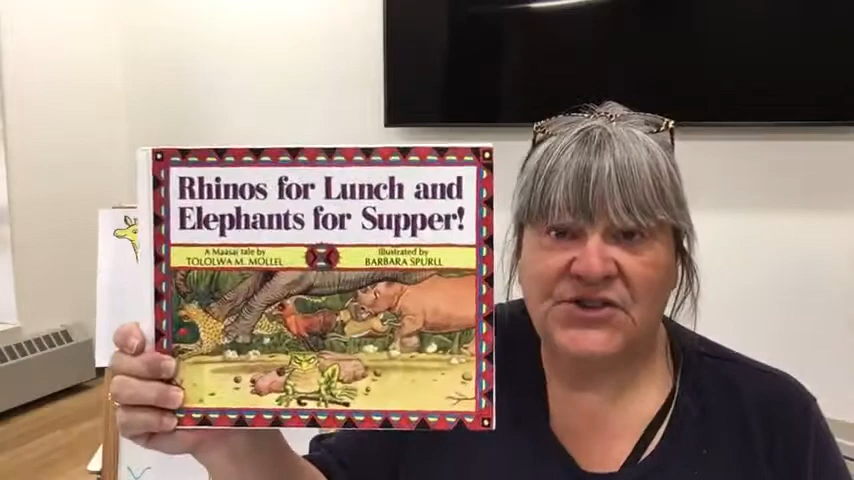 Rhinos for Lunch and
Elephants for Supper!
A Maasai tale by
TOLOLWA M. MOLLEL
Illustrated by
BARBARA SPURLL